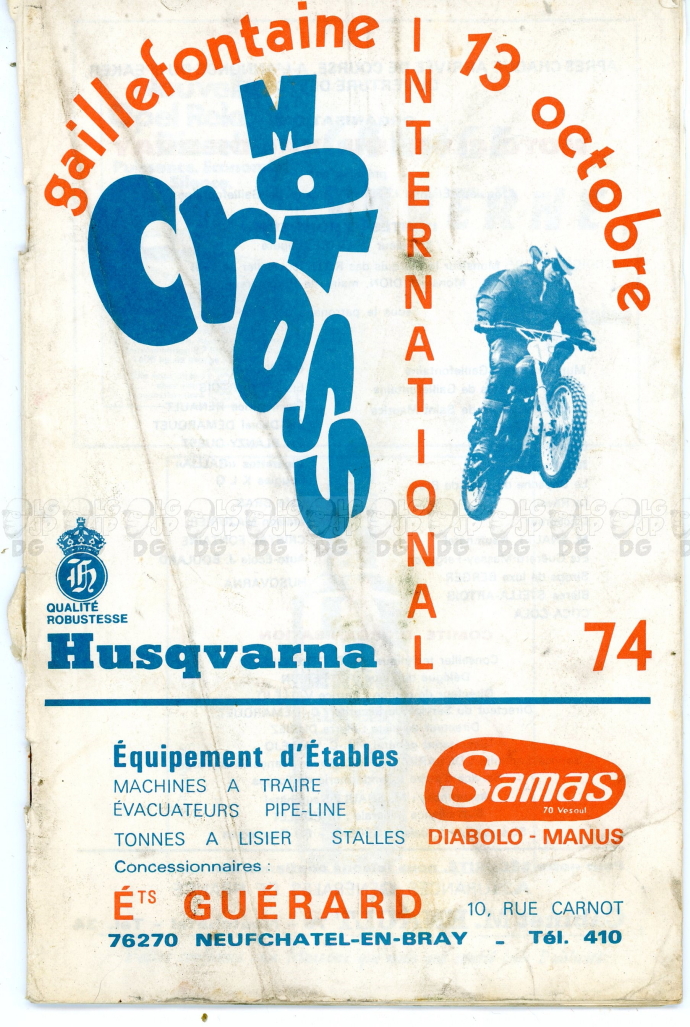 gaillefontaine
MOTO
Cross
INTERNATIONAL
13 octobre
74
H
QUALITÉ
ROBUSTESSE
Husqvarna
Équipement d'Étables
MACHINES A TRAIRE
ÉVACUATEURS PIPE-LINE
TONNES A LISIER STALLES
Concessionnaires :
Samas
70 Vesoul
DIABOLO - MANUS
ÉTS GUÉRARD 10, RUE CARNOT
76270 NEUFCHATEL-EN-BRAY - Tél. 410